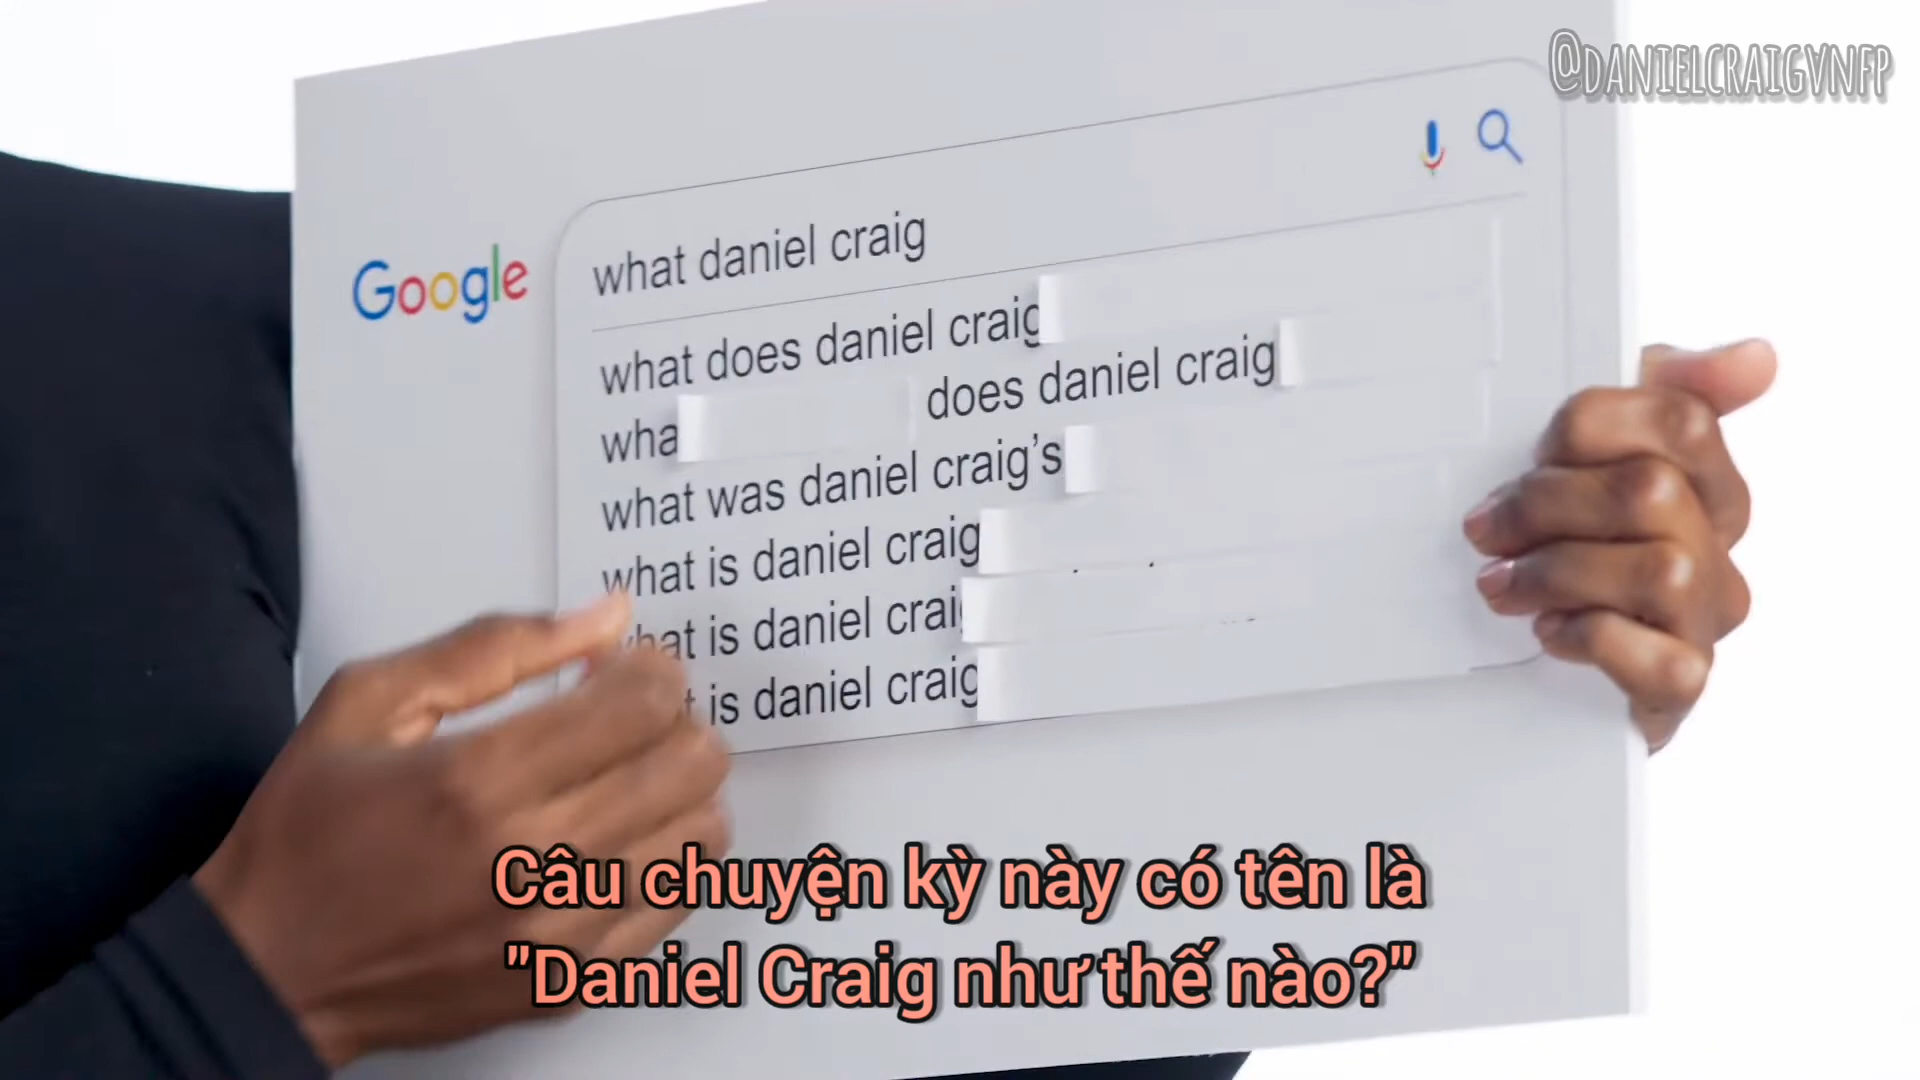 @DANIELCRAIGVNFP
Google
what daniel craig
what does daniel craig
wha does daniel craig
what was daniel craig's
what is daniel craig
what is daniel craig
is daniel craig
Câu chuyện kỳ này có tên là
"Daniel Craig như thế nào?"